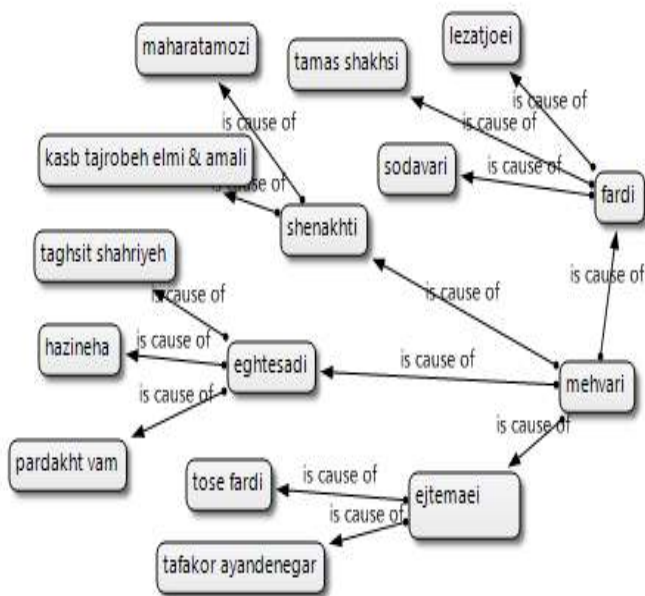 lezatjoei
maharatamozi
tamas shakhsi
is cause of
is cause of
is cause of
kasb tajrobeh elmi & amali
sodavari
is cause of
is cause of
fardi
shenakhti
taghsit shahriyeh
is cause of
is cause of
is cause of
hazineha
is cause of
eghtesadi
is cause of
mehvari
is cause of
is cause of
pardakht vam
tose fardi
is cause of
ejtemaei
is cause of
tafakor ayandenegar